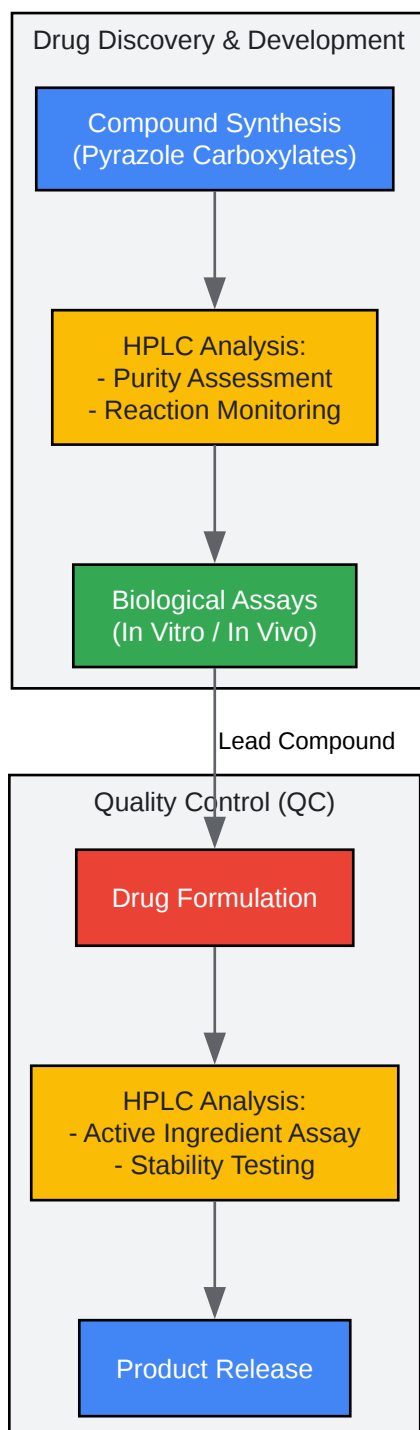 Drug Discovery & Development
Compound Synthesis
(Pyrazole Carboxylates)
HPLC Analysis:
- Purity Assessment
- Reaction Monitoring
Biological Assays
(In Vitro / In Vivo)
Lead Compound
Quality Control (QC)
Drug Formulation
HPLC Analysis:
- Active Ingredient Assay
- Stability Testing
Product Release